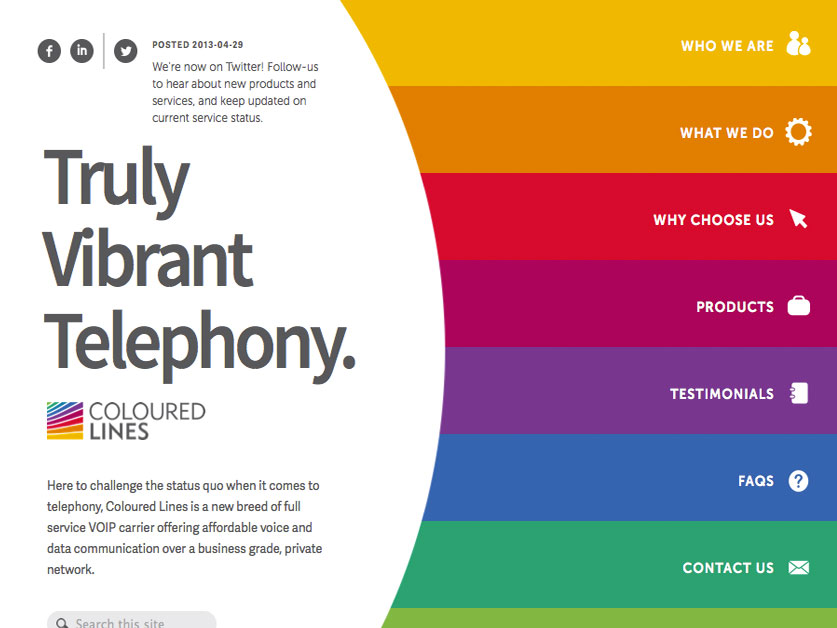 POSTED 2013-04-29
We're now on Twitter! Follow-us
to hear about new products and
services, and keep updated on
current service status.
Truly
Vibrant
Telephony.
COLOURED
LINES
Here to challenge the status quo when it comes to
telephony, Coloured Lines is a new breed of full
service VOIP carrier offering affordable voice and
data communication over a business grade, private
network.
Search this site
WHO WE ARE
WHAT WE DO
WHY CHOOSE US
PRODUCTS
TESTIMONIALS
FAQS
CONTACT US